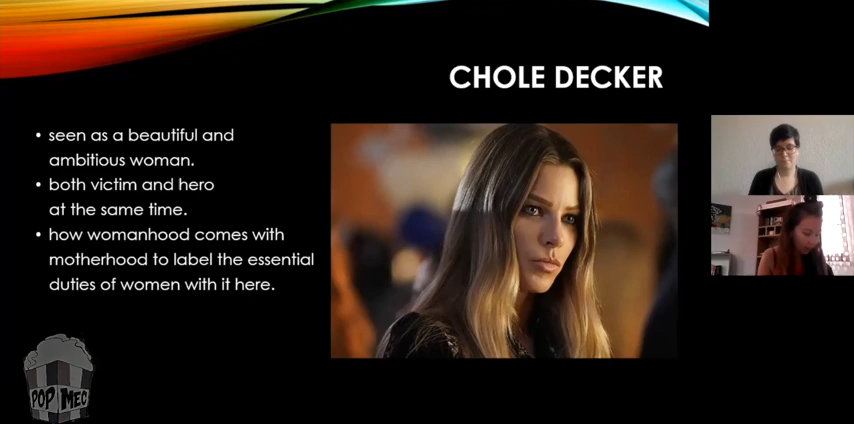 CHOLE DECKER
• seen as a beautiful and
ambitious woman.
• both victim and hero
at the same time.
• how womanhood comes with
motherhood to label the essential
duties of women with it here.
POP MEC